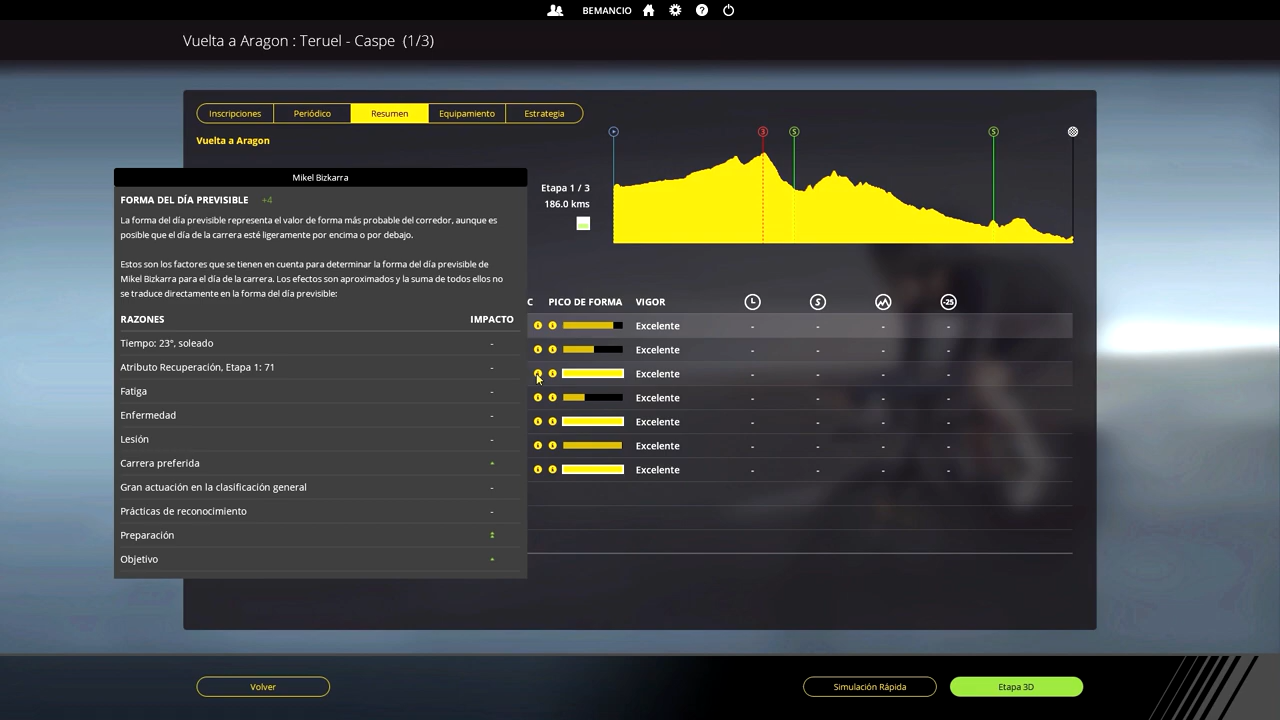 BEMANCIO
Vuelta a Aragon : Teruel - Caspe (1/3)
Inscripciones
Periódico
Resumen
Equipamiento
Estrategia
Vuelta a Aragon
3
S
S
Etapa 1 / 3
186.0 kms
Mikel Bizkarra
FORMA DEL DÍA PREVISIBLE +4
La forma del día previsible representa el valor de forma más probable del corredor, aunque es
posible que el día de la carrera esté ligeramente por encima o por debajo.
Estos son los factores que se tienen en cuenta para determinar la forma del día previsible de
Mikel Bizkarra para el día de la carrera. Los efectos son aproximados y la suma de todos ellos no
se traduce directamente en la forma del día previsible:
RAZONES IMPACTO
Tiempo: 23°, soleado -
Atributo Recuperación, Etapa 1: 71 -
Fatiga -
Enfermedad -
Lesión -
Carrera preferida
Gran actuación en la clasificación general -
Prácticas de reconocimiento -
Preparación
Objetivo
C PICO DE FORMA VIGOR S -25
Excelente - - - -
Excelente - - - -
Excelente - - - -
Excelente - - - -
Excelente - - - -
Excelente - - - -
Excelente - - - -
Volver
Simulación Rápida
Etapa 3D